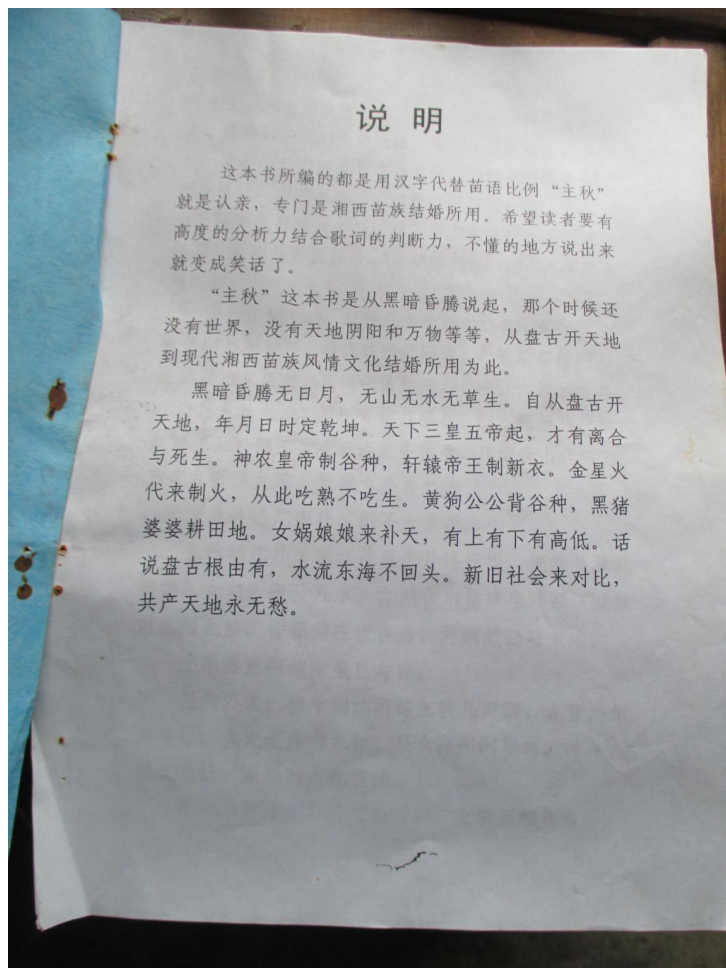 说 明
这本书所编的都是用汉字代替苗语比例“主秋”
就是认亲，专门是湘西苗族结婚所用。希望读者要有
高度的分析力结合歌词的判断力，不懂的地方说出来
就变成笑话了。
“主秋”这本书是从黑暗昏腾说起，那个时候还
没有世界，没有天地阴阳和万物等等，从盘古开天地
到现代湘西苗族风情文化结婚所用为此。
黑暗昏腾无日月，无山无水无草生。自从盘古开
天地，年月日时定乾坤。天下三皇五帝起，才有离合
与死生。神农皇帝制谷种，轩辕帝王制新衣。金星火
代来制火，从此吃熟不吃生。黄狗公公背谷种，黑猪
婆婆耕田地。女娲娘娘来补天，有上有下有高低。话
说盘古根由有，水流东海不回头。新旧社会来对比，
共产天地永无愁。